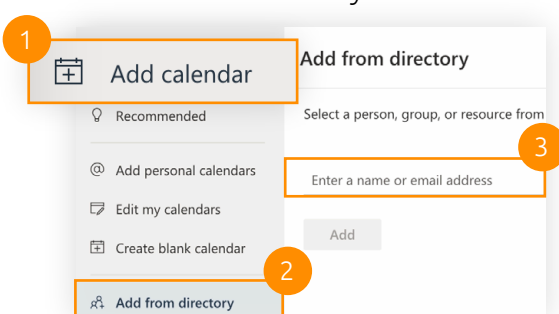 1
Add calendar
Recommended
@ Add personal calendars
Edit my calendars
Create blank calendar
2
Add from directory
Add from directory
Select a person, group, or resource from
3
Enter a name or email address
Add